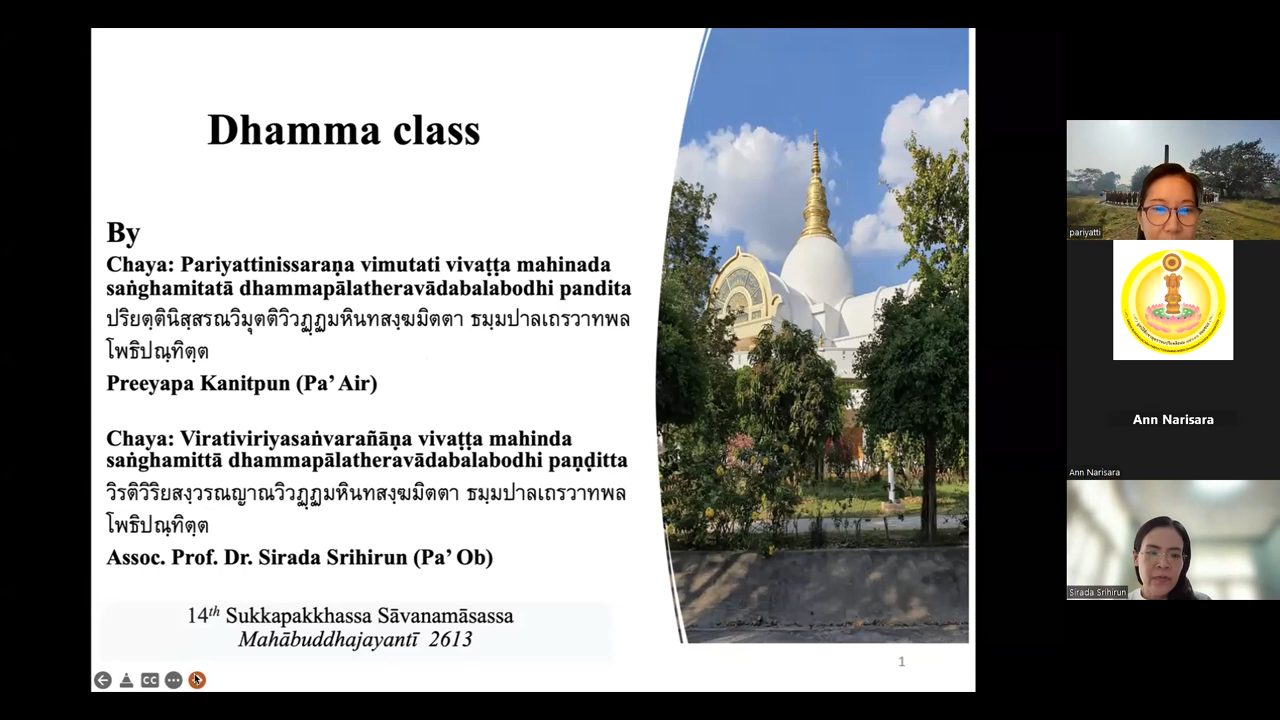 Dhamma class
By
Chaya: Pariyattinissaraṇa vimutati vivaṭṭa mahinada
saṅghamitatā dhammapālatheravādabalabodhi pandita
ปริยตฺตินิสฺสรณวิมุตติวิวฏฺฏมหินทสงฺฆมิตตา ธมฺมปาลเถรวาทพล
โพธิปณฺทิตฺต
Preeyapa Kanitpun (Pa’ Air)
Chaya: Virativiriyasaṅvarañāṇa vivaṭṭa mahinda
saṅghamittā dhammapālatheravādabalabodhi paṇḍitta
วิรติวิริยสงฺวรณญาณวิวฏฺฏมหินทสงฺฆมิตตา ธมฺมปาลเถรวาทพล
โพธิปณฺทิตฺต
Assoc. Prof. Dr. Sirada Srihirun (Pa’ Ob)
14th Sukkapakkhassa Sāvanamāsassa
Mahābuddhajayantī 2613
1
CC
pariyatti
Ann Narisara
Ann Narisara
Sirada Srihirun